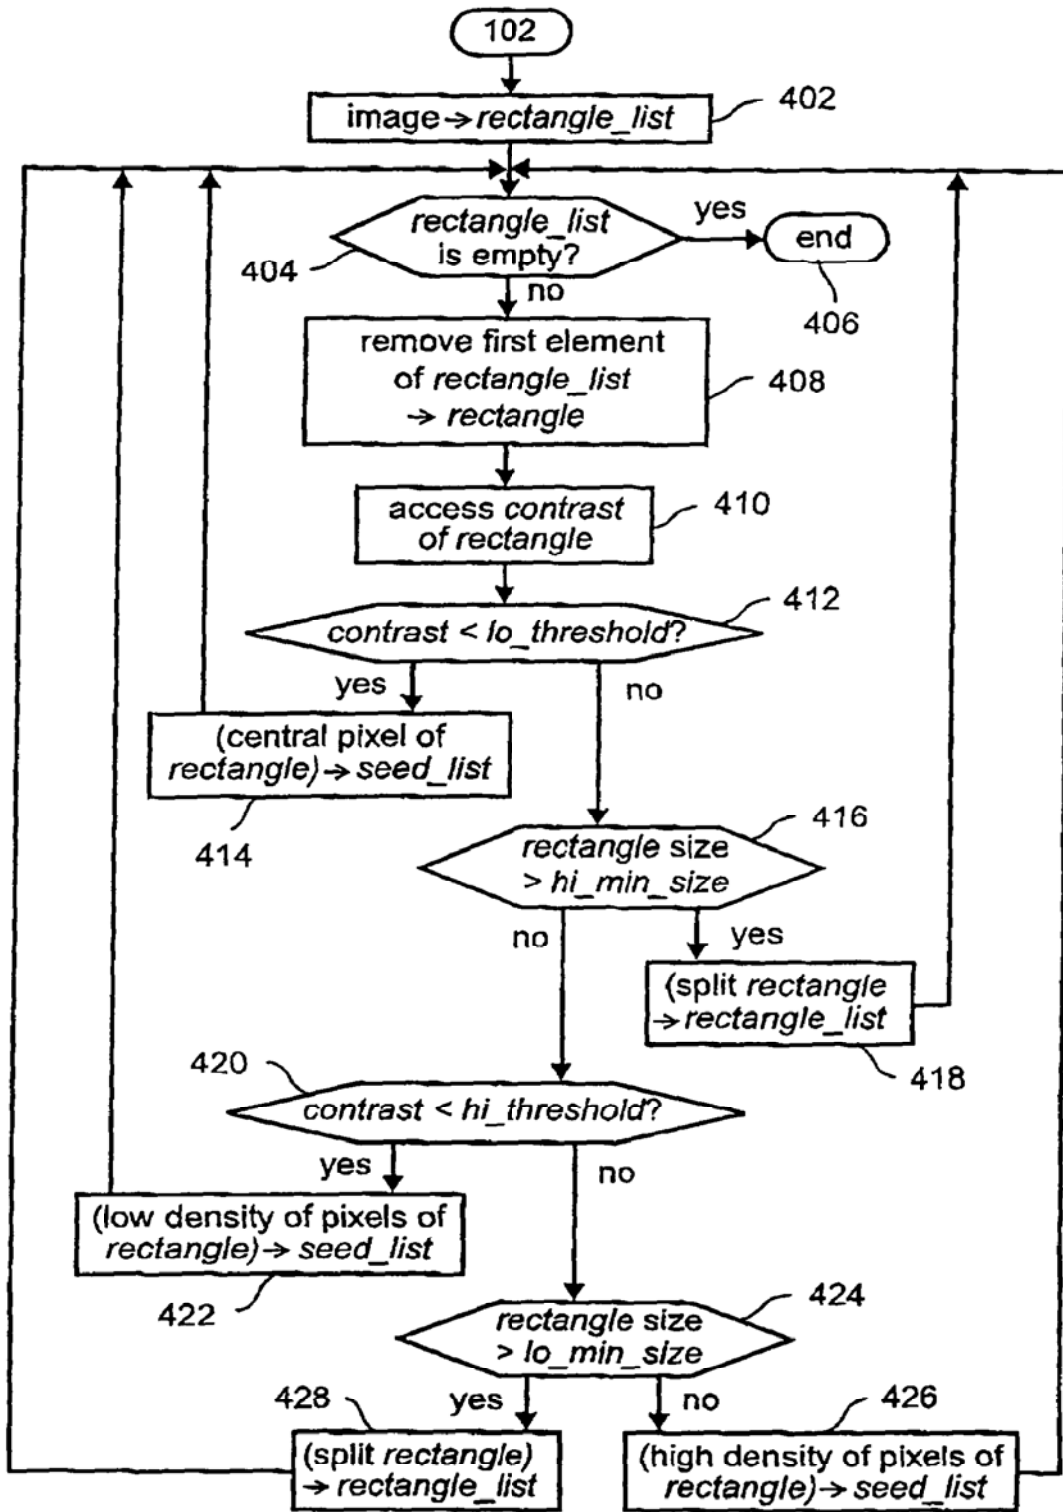 102
image→rectangle_list
402
rectangle_list
is empty?
404
yes
end
406
no
remove first element
of rectangle_list
→ rectangle
408
access contrast
of rectangle
410
contrast < lo_threshold?
412
yes
no
(central pixel of
rectangle)→seed_list
414
rectangle size
> hi_min_size
416
no
yes
(split rectangle
→rectangle_list
418
420
contrast < hi_threshold?
yes
no
(low density of pixels of
rectangle)→ seed_list
422
rectangle size
> lo_min_size
424
yes
no
428
(split rectangle)
→rectangle_list
426
(high density of pixels of
rectangle)→seed_list